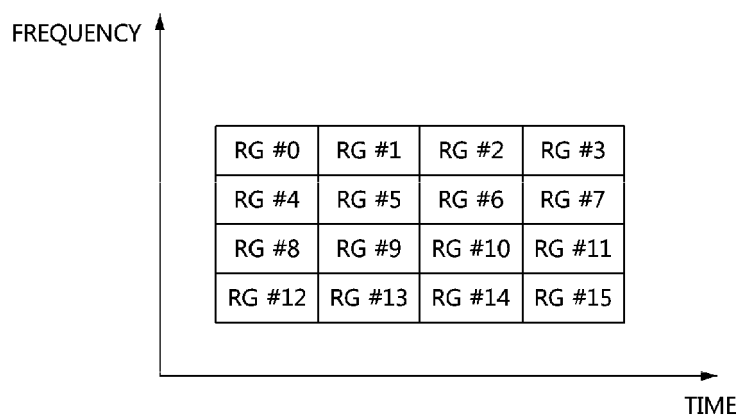 FREQUENCY
RG #0 RG #1 RG #2 RG #3
RG #4 RG #5 RG #6 RG #7
RG #8 RG #9 RG #10 RG #11
RG #12 RG #13 RG #14 RG #15
TIME